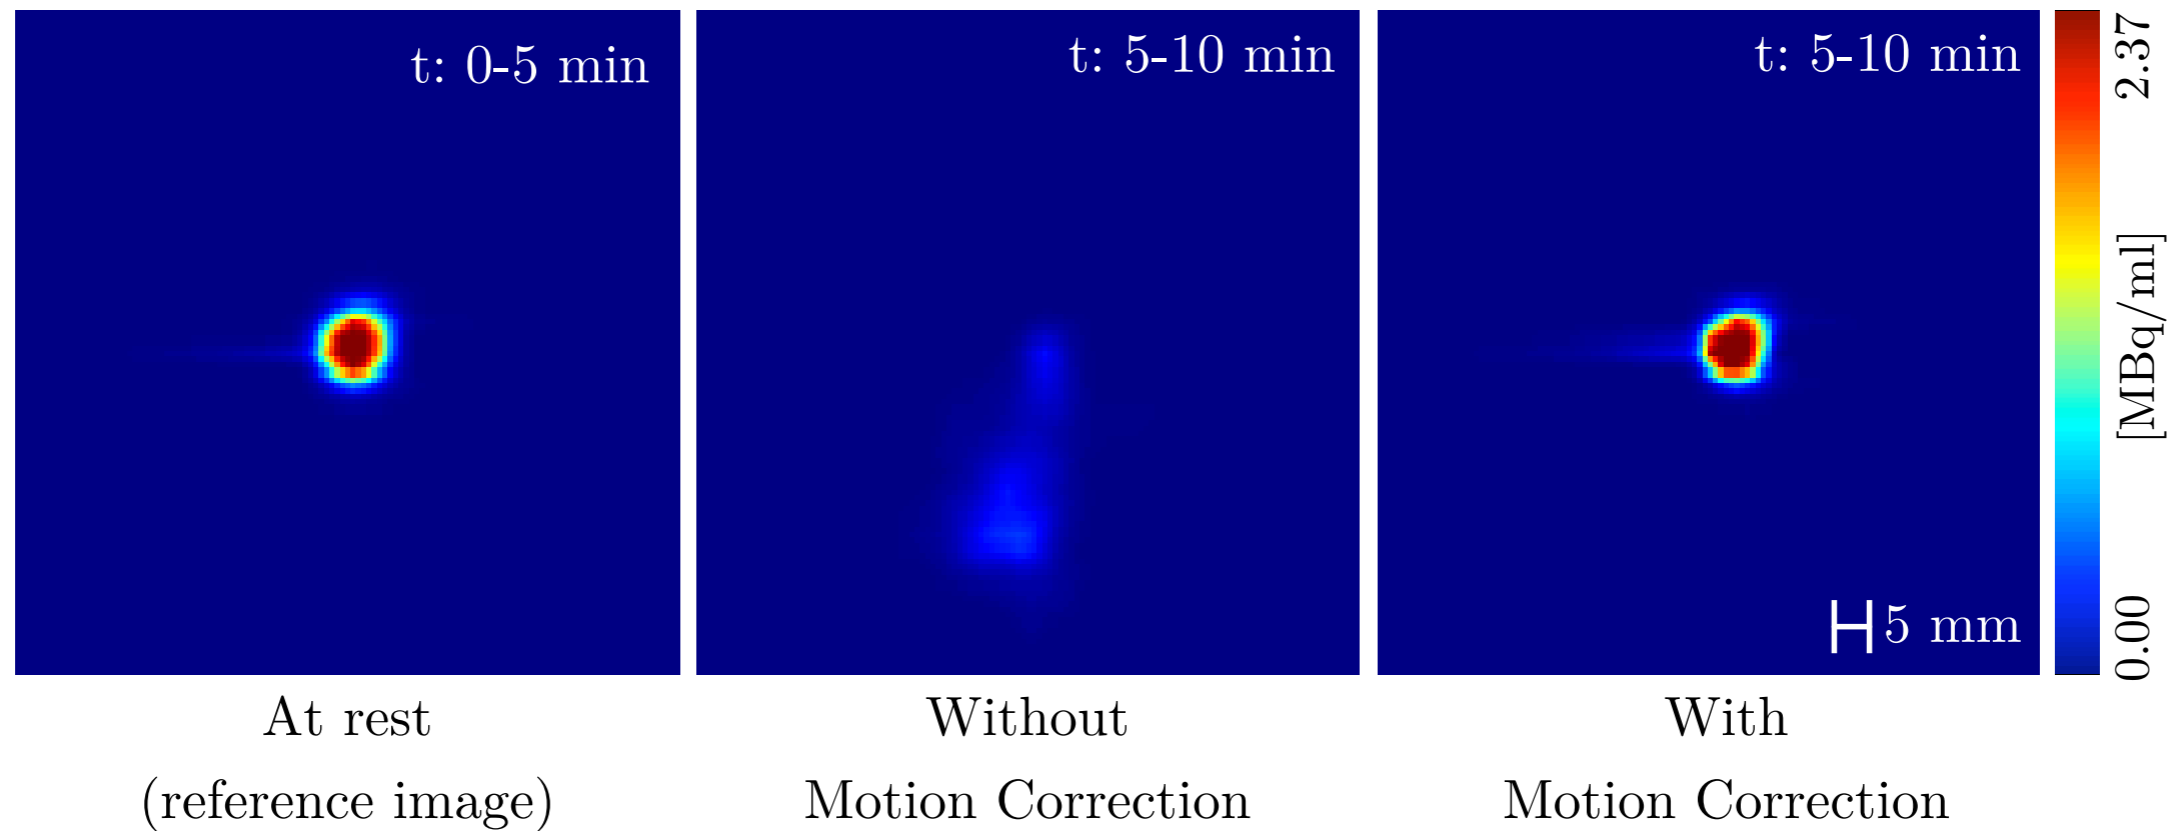 t: 0-5 min
t: 5-10 min
t: 5-10 min
5 mm
2.37
[MBq/ml]
0.00
At rest
(reference image)
Without
Motion Correction
With
Motion Correction